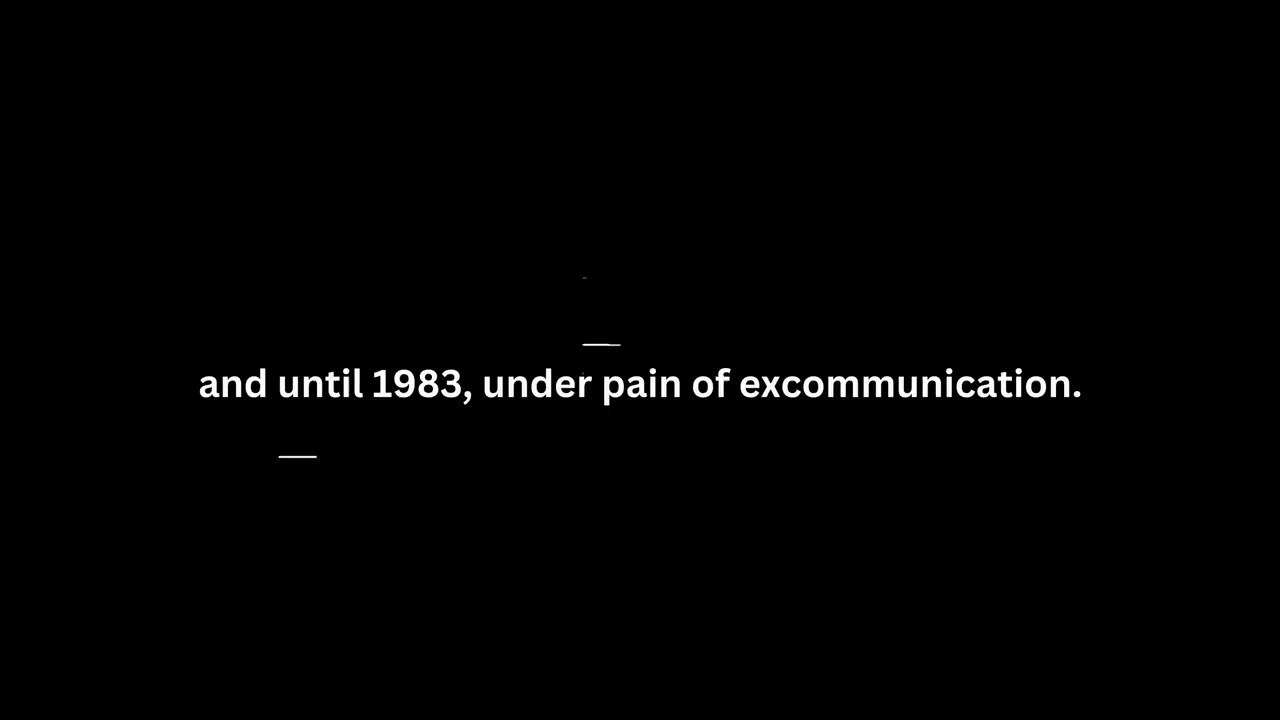 and until 1983, under pain of excommunication.